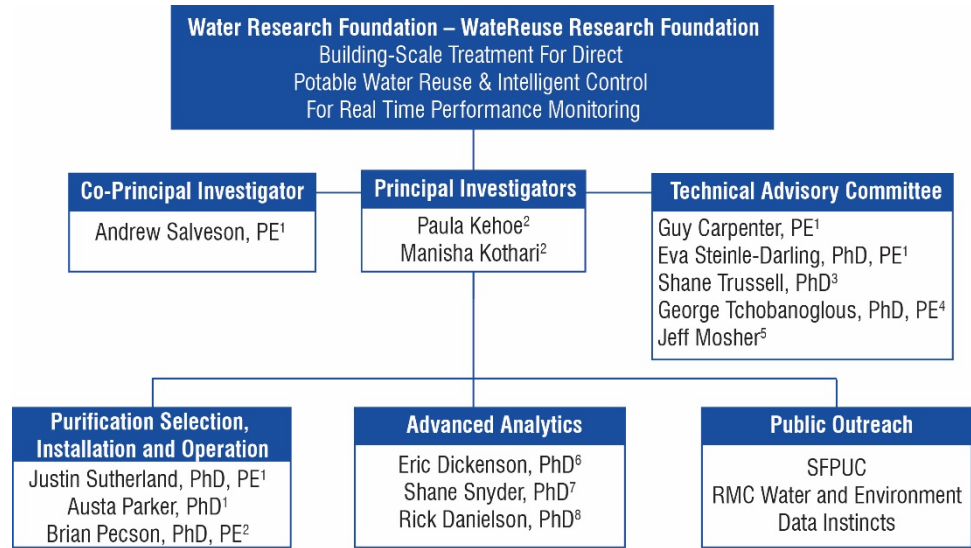 Water Research Foundation – WateReuse Research Foundation
Building-Scale Treatment For Direct
Potable Water Reuse & Intelligent Control
For Real Time Performance Monitoring
Co-Principal Investigator
Andrew Salveson, PE¹
Principal Investigators
Paula Kehoe²
Manisha Kothari²
Technical Advisory Committee
Guy Carpenter, PE¹
Eva Steinle-Darling, PhD, PE¹
Shane Trussell, PhD³
George Tchobanoglous, PhD, PE⁴
Jeff Mosher⁵
Purification Selection,
Installation and Operation
Justin Sutherland, PhD, PE¹
Austa Parker, PhD¹
Brian Pecson, PhD, PE²
Advanced Analytics
Eric Dickenson, PhD⁶
Shane Snyder, PhD⁷
Rick Danielson, PhD⁸
Public Outreach
SFPUC
RMC Water and Environment
Data Instincts